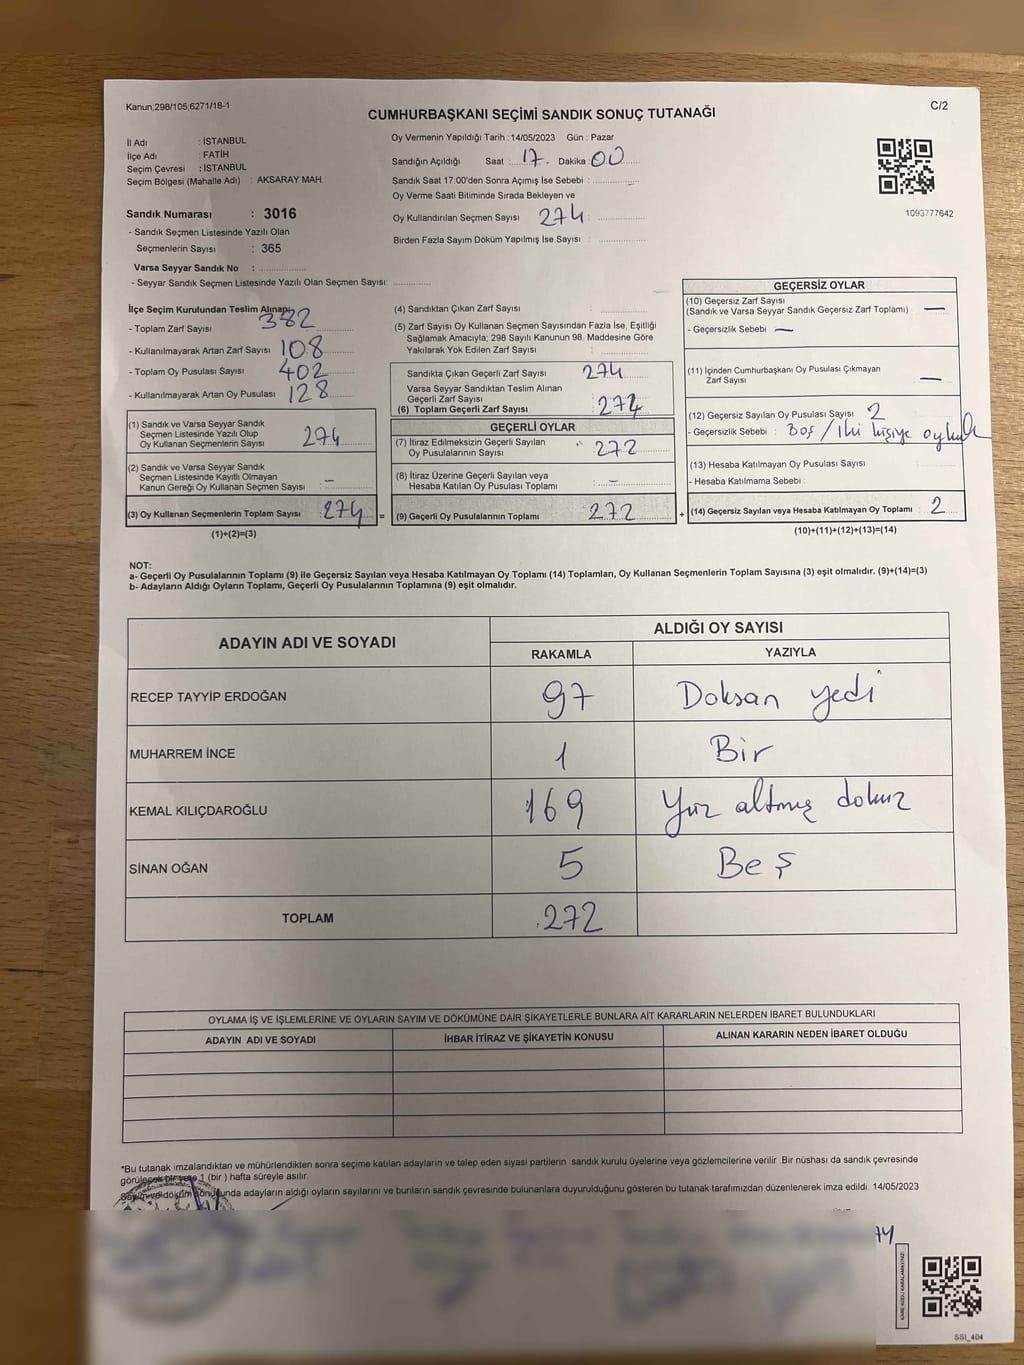 Kanun;298/105;6271/18-1
C/2
CUMHURBAŞKANI SEÇİMİ SANDIK SONUÇ TUTANAĞI
İl Adı : İSTANBUL
İlçe Adı : FATİH
Seçim Çevresi : İSTANBUL
Seçim Bölgesi (Mahalle Adı) : AKSARAY MAH.
Sandık Numarası : 3016
- Sandık Seçmen Listesinde Yazılı Olan
Seçmenlerin Sayısı : 365
Varsa Seyyar Sandık No :
- Seyyar Sandık Seçmen Listesinde Yazılı Olan Seçmen Sayısı:
Oy Vermenin Yapıldığı Tarih : 14/05/2023 Gün : Pazar
Sandığın Açıldığı Saat : 17. Dakika 00
Sandık Saat 17:00'den Sonra Açımış İse Sebebi :
Oy Verme Saati Bitiminde Sırada Bekleyen ve
Oy Kullandırılan Seçmen Sayısı 274 :
Birden Fazla Sayım Döküm Yapılmış İse Sayısı :
1093777642
İlçe Seçim Kurulundan Teslim Alınan;
- Toplam Zarf Sayısı 382
- Kullanılmayarak Artan Zarf Sayısı 108
- Toplam Oy Pusulası Sayısı 402
- Kullanılmayarak Artan Oy Pusulası 128
(1) Sandık ve Varsa Seyyar Sandık
Seçmen Listesinde Yazılı Olup
Oy Kullanan Seçmenlerin Sayısı 274
(2) Sandık ve Varsa Seyyar Sandık
Seçmen Listesinde Kayıtlı Olmayan
Kanun Gereği Oy Kullanan Seçmen Sayısı : -
(3) Oy Kullanan Seçmenlerin Toplam Sayısı : 274 =
(1)+(2)=(3)
(4) Sandıktan Çıkan Zarf Sayısı :
(5) Zarf Sayısı Oy Kullanan Seçmen Sayısından Fazla İse, Eşitliği
Sağlamak Amacıyla; 298 Sayılı Kanunun 98. Maddesine Göre
Yakılarak Yok Edilen Zarf Sayısı :
Sandıkta Çıkan Geçerli Zarf Sayısı : 274
Varsa Seyyar Sandıktan Teslim Alınan
Geçerli Zarf Sayısı :
(6) Toplam Geçerli Zarf Sayısı : 272
GEÇERLİ OYLAR
(7) İtiraz Edilmeksizin Geçerli Sayılan
Oy Pusulalarının Sayısı : 272
(8) İtiraz Üzerine Geçerli Sayılan veya
Hesaba Katılan Oy Pusulası Toplamı : -
(9) Geçerli Oy Pusulalarının Toplamı : 272 +
GEÇERSİZ OYLAR
(10) Geçersiz Zarf Sayısı
(Sandık ve Varsa Seyyar Sandık Geçersiz Zarf Toplamı) : —
- Geçersizlik Sebebi : —
(11) İçinden Cumhurbaşkanı Oy Pusulası Çıkmayan
Zarf Sayısı : —
(12) Geçersiz Sayılan Oy Pusulası Sayısı : 2
- Geçersizlik Sebebi : Boş / iki kişiye
(13) Hesaba Katılmayan Oy Pusulası Sayısı :
- Hesaba Katılmama Sebebi :
(14) Geçersiz Sayılan veya Hesaba Katılmayan Oy Toplamı : 2
(10)+(11)+(12)+(13)=(14)
NOT:
a- Geçerli Oy Pusulalarının Toplamı (9) ile Geçersiz Sayılan veya Hesaba Katılmayan Oy Toplamı (14) Toplamları, Oy Kullanan Seçmenlerin Toplam Sayısına (3) eşit olmalıdır. (9)+(14)=(3)
b- Adayların Aldığı Oyların Toplamı, Geçerli Oy Pusulalarının Toplamına (9) eşit olmalıdır.
ADAYIN ADI VE SOYADI
ALDIĞI OY SAYISI
RAKAMLA YAZIYLA
RECEP TAYYİP ERDOĞAN 97 Doksan yedi
MUHARREM İNCE 1 Bir
KEMAL KILIÇDAROĞLU 169 Yüz altmış dokuz
SİNAN OĞAN 5 Beş
TOPLAM 272
OYLAMA İŞ VE İŞLEMLERİNE VE OYLARIN SAYIM VE DÖKÜMÜNE DAİR ŞİKAYETLERLE BUNLARA AİT KARARLARIN NELERDEN İBARET BULUNDUKLARI
ADAYIN ADI VE SOYADI İHBAR İTİRAZ VE ŞİKAYETİN KONUSU ALINAN KARARIN NEDEN İBARET OLDUĞU
*Bu tutanak imzalandıktan ve mühürlendikten sonra seçime katılan adayların ve talep eden siyasi partilerin sandık kurulu üyelerine veya gözlemcilerine verilir. Bir nüshası da sandık çevresinde
görülecek bir yere 1 (bir ) hafta süreyle asılır.
Sayım ve döküm sonucunda adayların aldığı oyların sayılarını ve bunların sandık çevresinde bulunanlara duyurulduğunu gösteren bu tutanak tarafımızdan düzenlenerek imza edildi. 14/05/2023
SSI_404